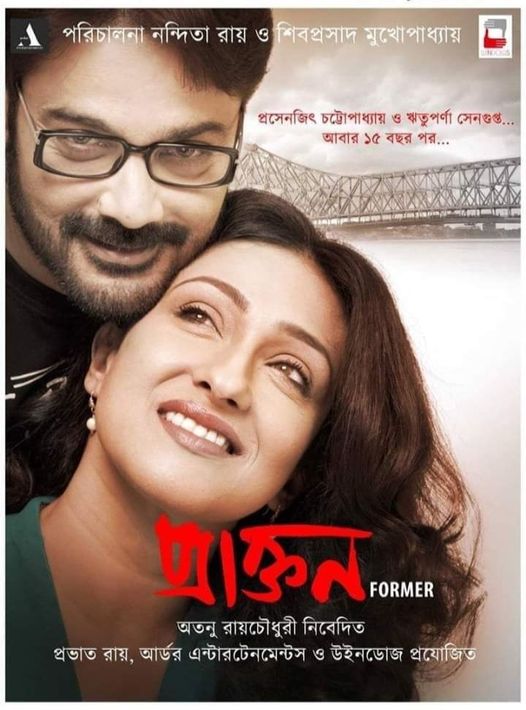 পরিচালনা নন্দিতা রায় ও শিবপ্রসাদ মুখোপাধ্যায়
প্রসেনজিৎ চট্টোপাধ্যায় ও ঋতুপর্ণা সেনগুপ্ত...
আবার ১৫ বছর পর...
প্রাক্তন
FORMER
অতনু রায়চৌধুরী নিবেদিত
প্রভাত রায়, আর্ডর এন্টারটেনমেন্টস ও উইনডোজ প্রযোজিত